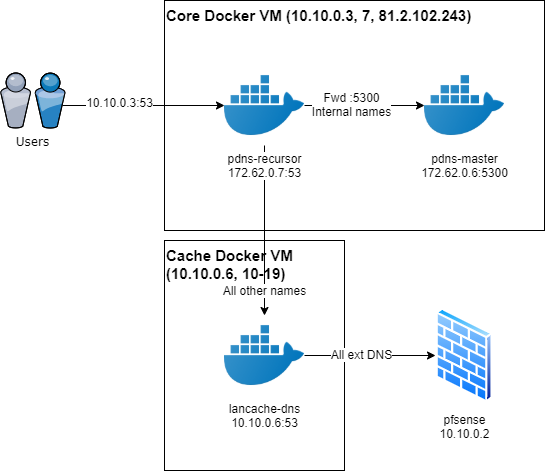 Core Docker VM (10.10.0.3, 7, 81.2.102.243)
10.10.0.3:53
Fwd :5300
Internal names
Users
pdns-recursor
172.62.0.7:53
pdns-master
172.62.0.6:5300
Cache Docker VM
(10.10.0.6, 10-19)
All other names
All ext DNS
lancache-dns
10.10.0.6:53
pfsense
10.10.0.2